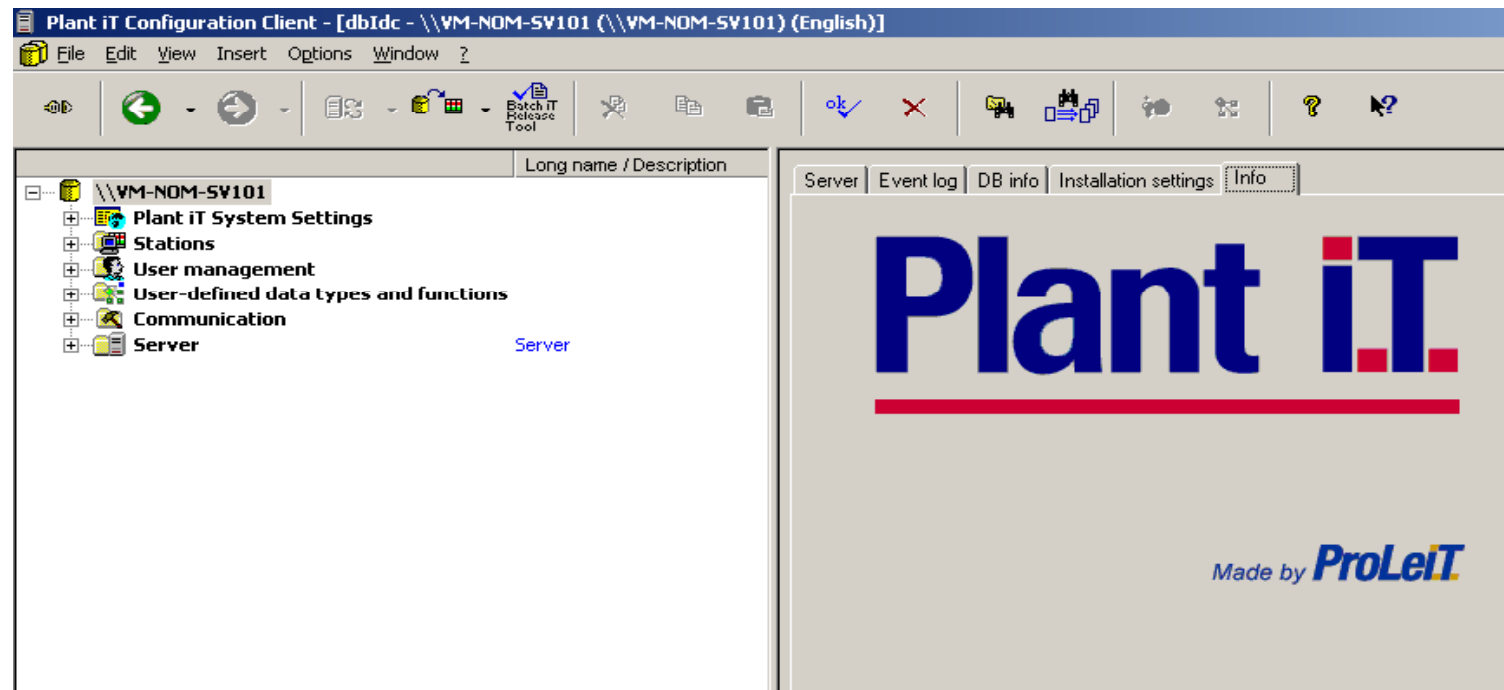 Plant iT Configuration Client - [dbIdc - \\VM-NOM-SV101 (\\VM-NOM-SV101) (English)]
File Edit View Insert Options Window ?
ok
Batch iT
Release
Tool
Long name / Description
\\VM-NOM-SV101
Plant iT System Settings
Stations
User management
User-defined data types and functions
Communication
Server Server
Server Event log DB info Installation settings Info
Plant i.T.
Made by ProLeiT